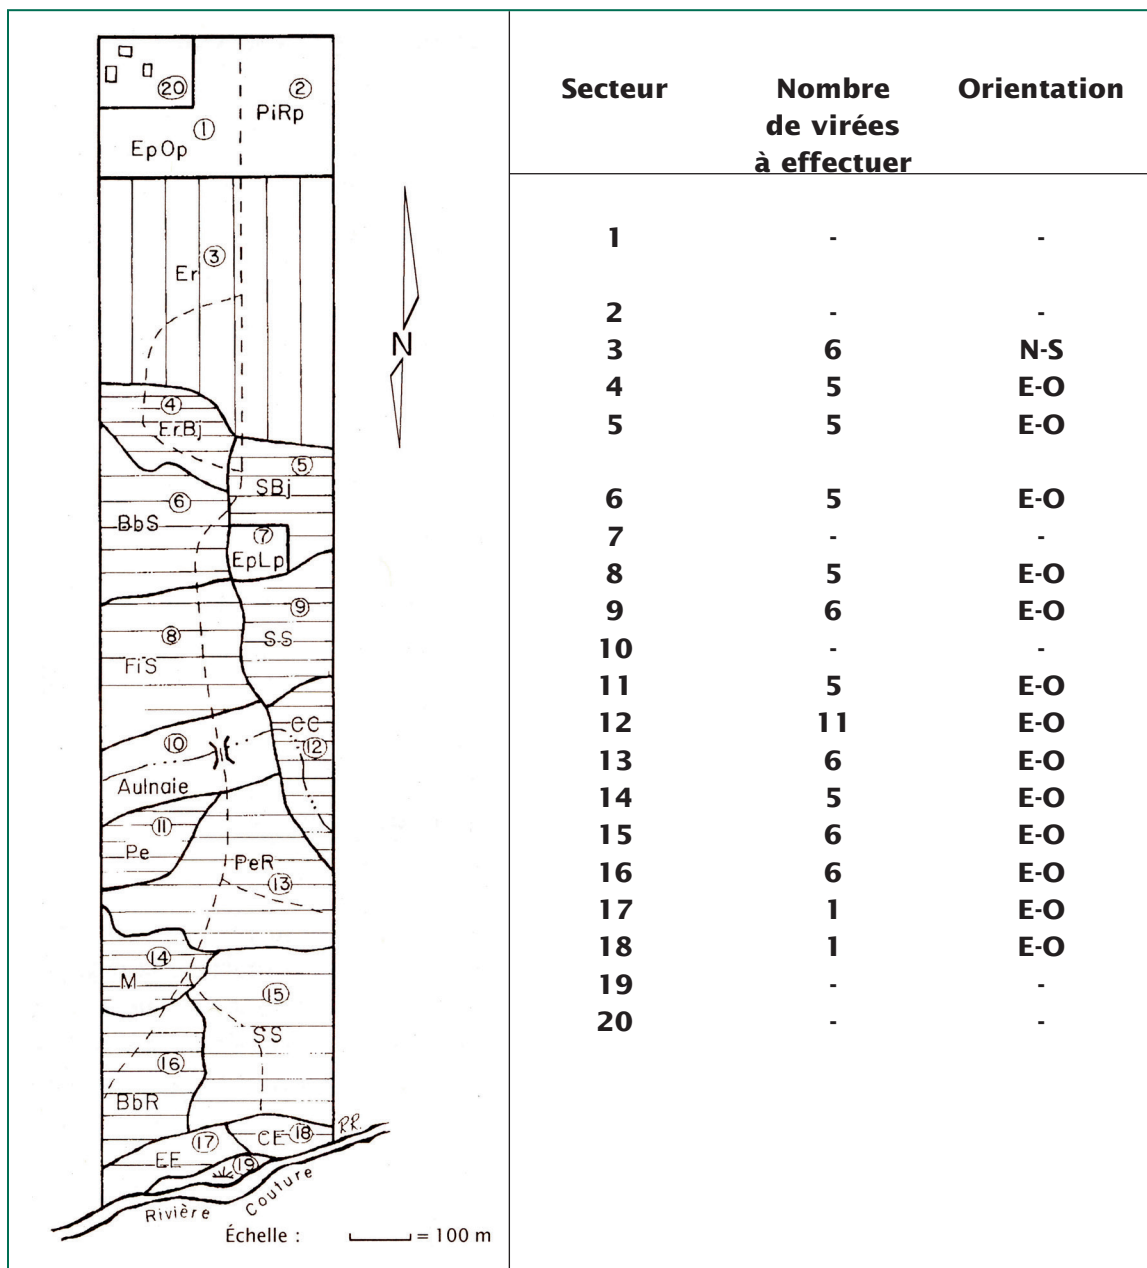 20
2
PiRp
1
EpOp
3
Er
N
4
ErBj
5
SBj
6
BbS
7
EpLp
9
8
SS
FiS
CC
10
12
Aulnaie
11
Pe
PeR
13
14
M
15
SS
16
BbR
17
CE 18
R.R.
EE
19
Rivière Couture
Échelle : = 100 m
Secteur Nombre Orientation
de virées
à effectuer
1 - -
2 - -
3 6 N-S
4 5 E-O
5 5 E-O
6 5 E-O
7 - -
8 5 E-O
9 6 E-O
10 - -
11 5 E-O
12 11 E-O
13 6 E-O
14 5 E-O
15 6 E-O
16 6 E-O
17 1 E-O
18 1 E-O
19 - -
20 - -